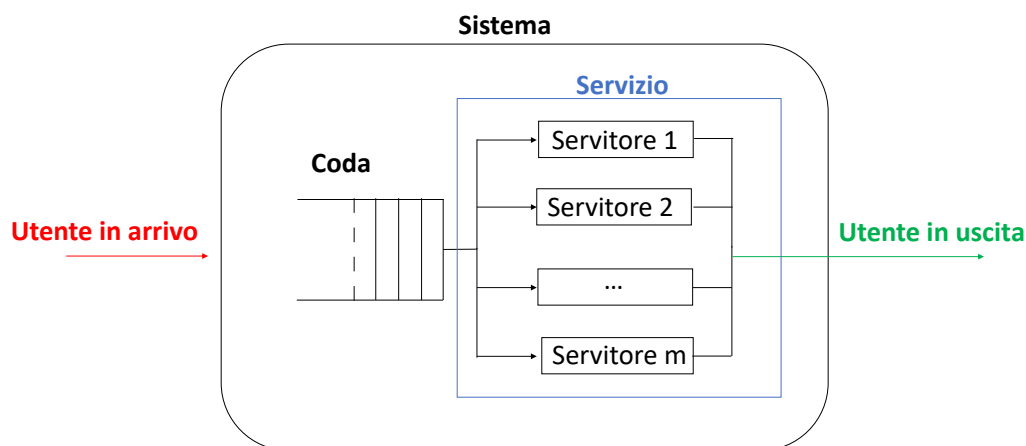 Sistema
Servizio
Servitore 1
Coda
Servitore 2
Utente in arrivo
Utente in uscita
...
Servitore m